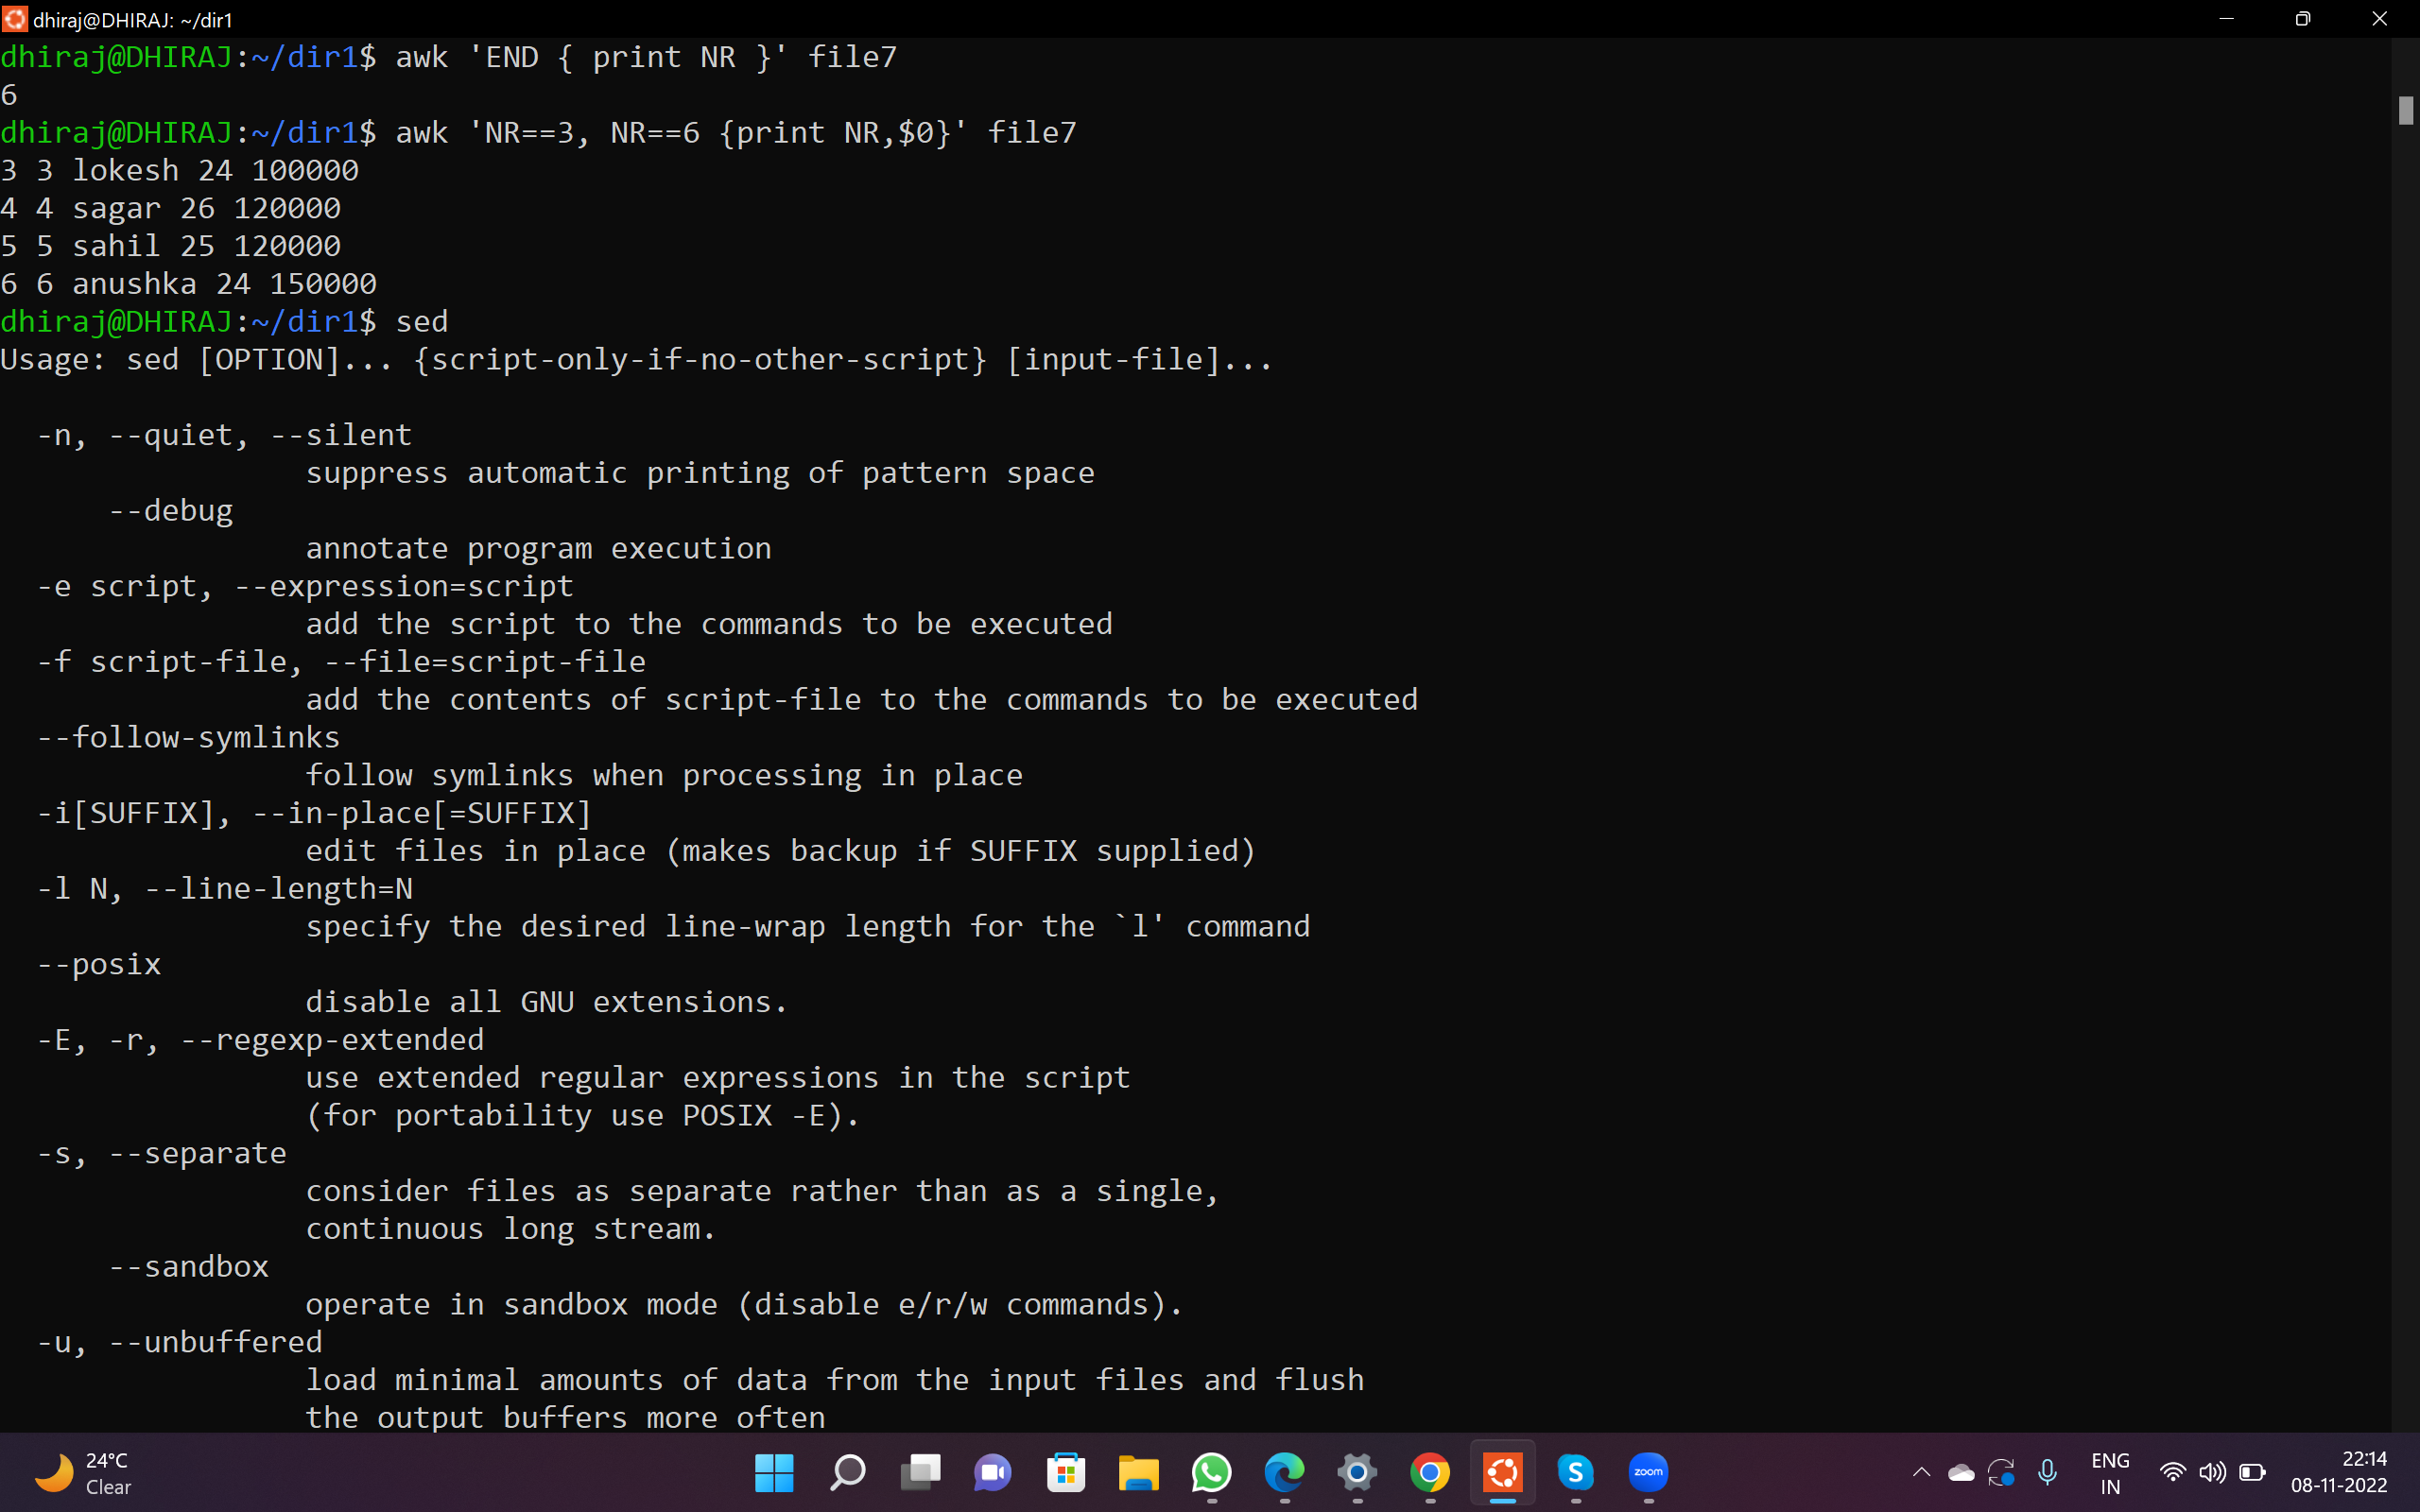 dhiraj@DHIRAJ: ~/dir1
dhiraj@DHIRAJ:~/dir1$ awk 'END { print NR }' file7
6
dhiraj@DHIRAJ:~/dir1$ awk 'NR==3, NR==6 {print NR,$0}' file7
3 3 lokesh 24 100000
4 4 sagar 26 120000
5 5 sahil 25 120000
6 6 anushka 24 150000
dhiraj@DHIRAJ:~/dir1$ sed
Usage: sed [OPTION]... {script-only-if-no-other-script} [input-file]...
-n, --quiet, --silent
suppress automatic printing of pattern space
--debug
annotate program execution
-e script, --expression=script
add the script to the commands to be executed
-f script-file, --file=script-file
add the contents of script-file to the commands to be executed
--follow-symlinks
follow symlinks when processing in place
-i[SUFFIX], --in-place[=SUFFIX]
edit files in place (makes backup if SUFFIX supplied)
-l N, --line-length=N
specify the desired line-wrap length for the `l' command
--posix
disable all GNU extensions.
-E, -r, --regexp-extended
use extended regular expressions in the script
(for portability use POSIX -E).
-s, --separate
consider files as separate rather than as a single,
continuous long stream.
--sandbox
operate in sandbox mode (disable e/r/w commands).
-u, --unbuffered
load minimal amounts of data from the input files and flush
the output buffers more often
24°C
Clear
zoom
ENG
IN
22:14
08-11-2022